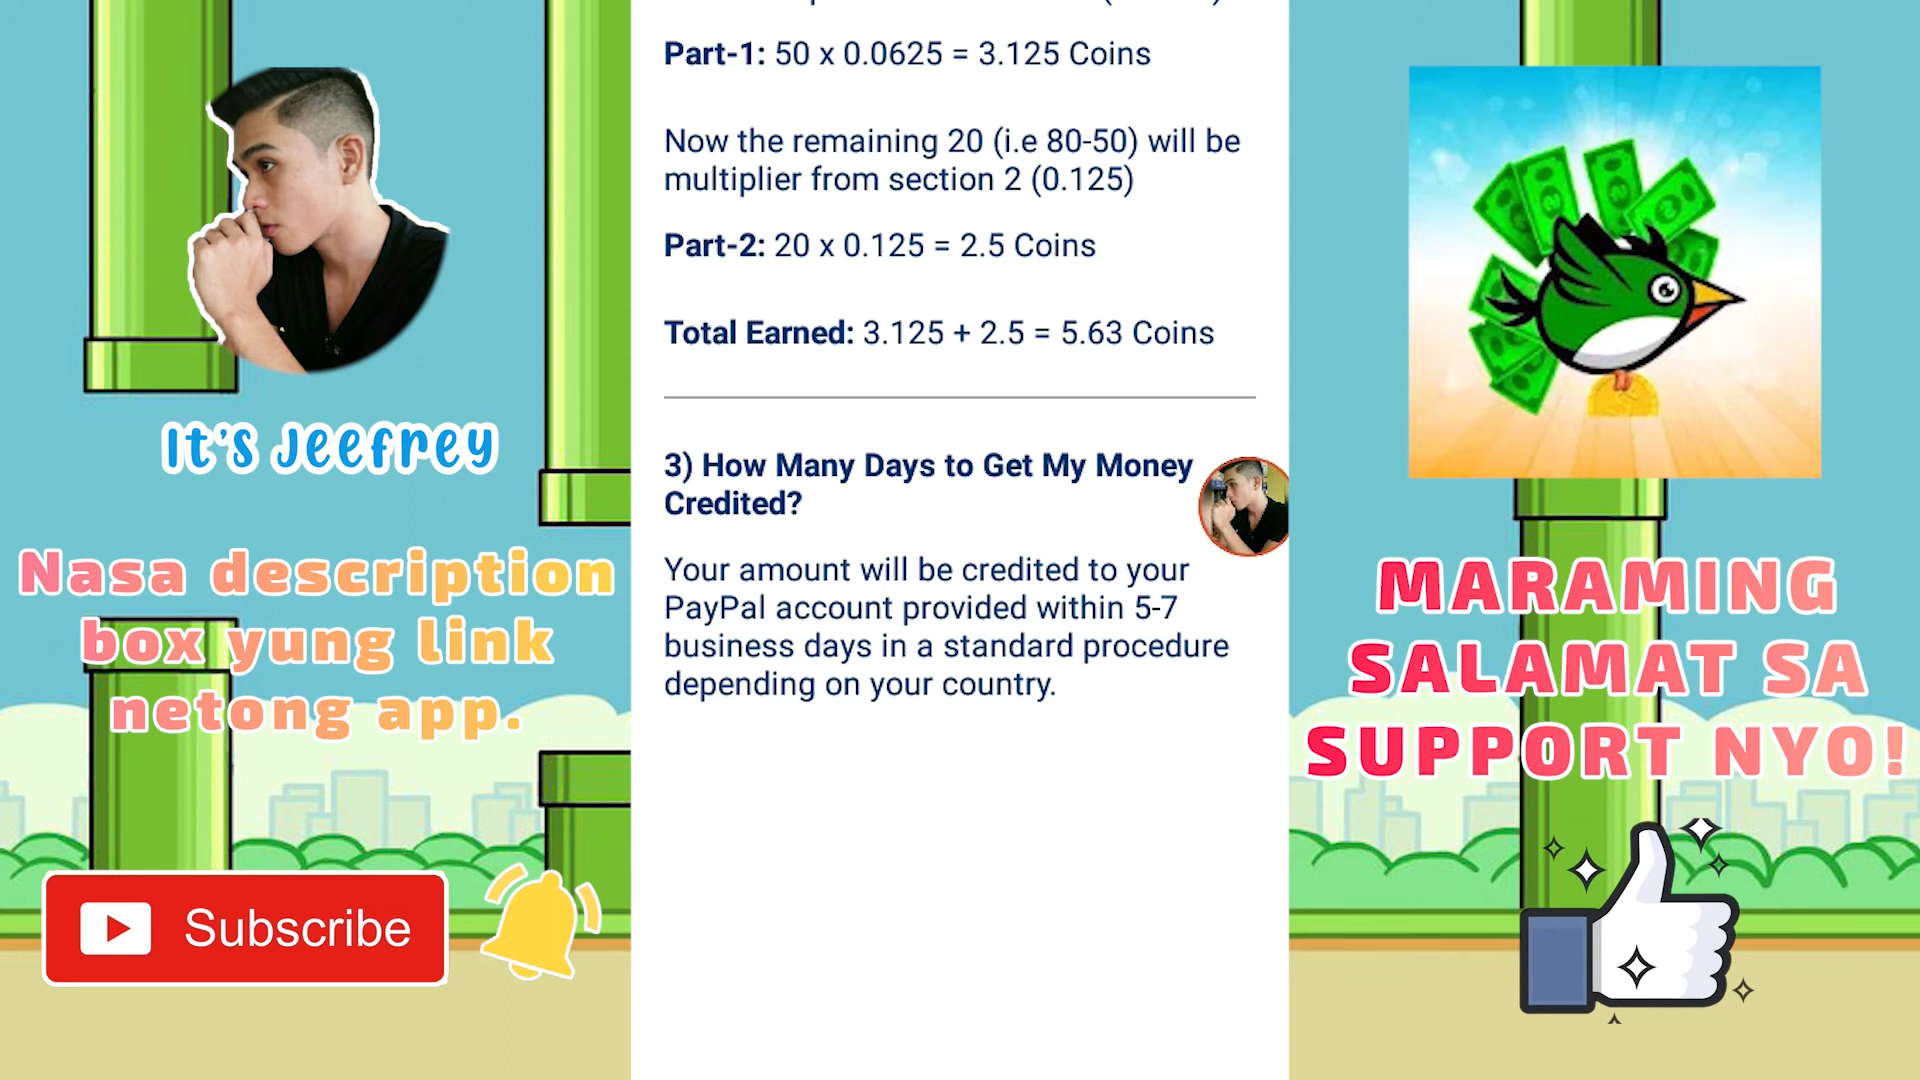 Part-1: 50 x 0.0625 = 3.125 Coins
Now the remaining 20 (i.e 80-50) will be
multiplier from section 2 (0.125)
Part-2: 20 x 0.125 = 2.5 Coins
Total Earned: 3.125 + 2.5 = 5.63 Coins
3) How Many Days to Get My Money
Credited?
Your amount will be credited to your
PayPal account provided within 5-7
business days in a standard procedure
depending on your country.
It's Jeefrey
Nasa description
box yung link
netong app.
Subscribe
MARAMING
SALAMAT SA
SUPPORT NYO!